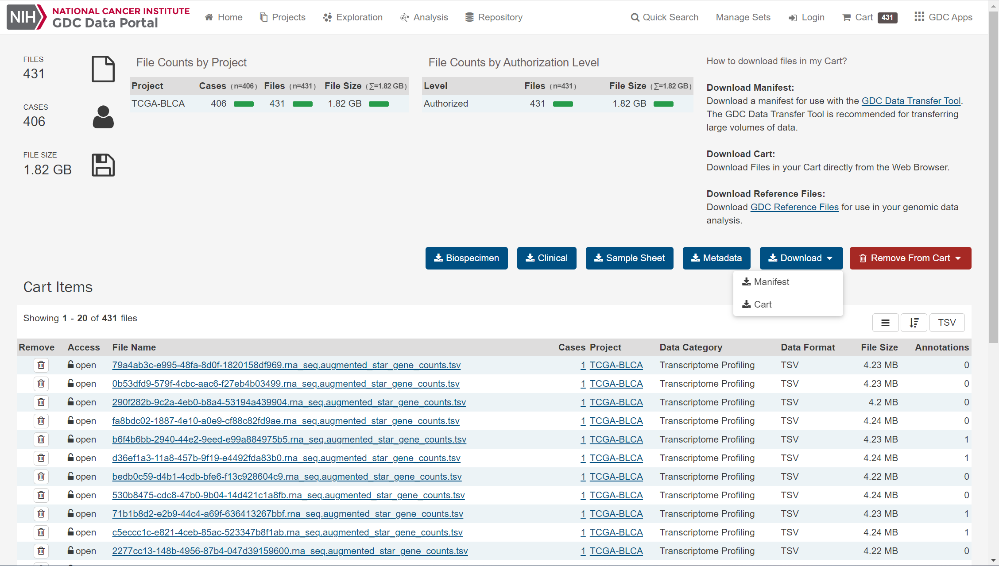 NIH NATIONAL CANCER INSTITUTE
GDC Data Portal
Home Projects Exploration Analysis Repository Quick Search Manage Sets Login Cart 431 GDC Apps
FILES
431
CASES
406
FILE SIZE
1.82 GB
File Counts by Project
Project Cases (n=406) Files (n=431) File Size (∑=1.82 GB)
TCGA-BLCA 406 431 1.82 GB
File Counts by Authorization Level
Level Files (n=431) File Size (∑=1.82 GB)
Authorized 431 1.82 GB
How to download files in my Cart?
Download Manifest:
Download a manifest for use with the GDC Data Transfer Tool.
The GDC Data Transfer Tool is recommended for transferring
large volumes of data.
Download Cart:
Download Files in your Cart directly from the Web Browser.
Download Reference Files:
Download GDC Reference Files for use in your genomic data
analysis.
Biospecimen Clinical Sample Sheet Metadata Download Remove From Cart
Manifest
Cart
Cart Items
Showing 1 - 20 of 431 files
TSV
Remove Access File Name Cases Project Data Category Data Format File Size Annotations
open 79a4ab3c-e995-48fa-8d0f-1820158df969.rna_seq.augmented_star_gene_counts.tsv 1 TCGA-BLCA Transcriptome Profiling TSV 4.23 MB 0
open 0b53dfd9-579f-4cbc-aac6-f27eb4b03499.rna_seq.augmented_star_gene_counts.tsv 1 TCGA-BLCA Transcriptome Profiling TSV 4.23 MB 0
open 290f282b-9c2a-4eb0-b8a4-53194a439904.rna_seq.augmented_star_gene_counts.tsv 1 TCGA-BLCA Transcriptome Profiling TSV 4.2 MB 0
open fa8bdc02-1887-4e10-a0e9-cf88c82fd9ae.rna_seq.augmented_star_gene_counts.tsv 1 TCGA-BLCA Transcriptome Profiling TSV 4.24 MB 0
open b6f4b6bb-2940-44e2-9eed-e99a884975b5.rna_seq.augmented_star_gene_counts.tsv 1 TCGA-BLCA Transcriptome Profiling TSV 4.23 MB 1
open d36ef1a3-11a8-457b-9f19-e4492fda83b0.rna_seq.augmented_star_gene_counts.tsv 1 TCGA-BLCA Transcriptome Profiling TSV 4.24 MB 1
open bedb0c59-d4b1-4cdb-bfe6-f13c928604c9.rna_seq.augmented_star_gene_counts.tsv 1 TCGA-BLCA Transcriptome Profiling TSV 4.22 MB 0
open 530b8475-cdc8-47b0-9b04-14d421c1a8fb.rna_seq.augmented_star_gene_counts.tsv 1 TCGA-BLCA Transcriptome Profiling TSV 4.24 MB 0
open 71b1b8d2-e2b9-44c4-a69f-636413267bbf.rna_seq.augmented_star_gene_counts.tsv 1 TCGA-BLCA Transcriptome Profiling TSV 4.23 MB 1
open c5eccc1c-e821-4ceb-85ac-523347b8f1ab.rna_seq.augmented_star_gene_counts.tsv 1 TCGA-BLCA Transcriptome Profiling TSV 4.24 MB 1
open 2277cc13-148b-4956-87b4-047d39159600.rna_seq.augmented_star_gene_counts.tsv 1 TCGA-BLCA Transcriptome Profiling TSV 4.22 MB 0